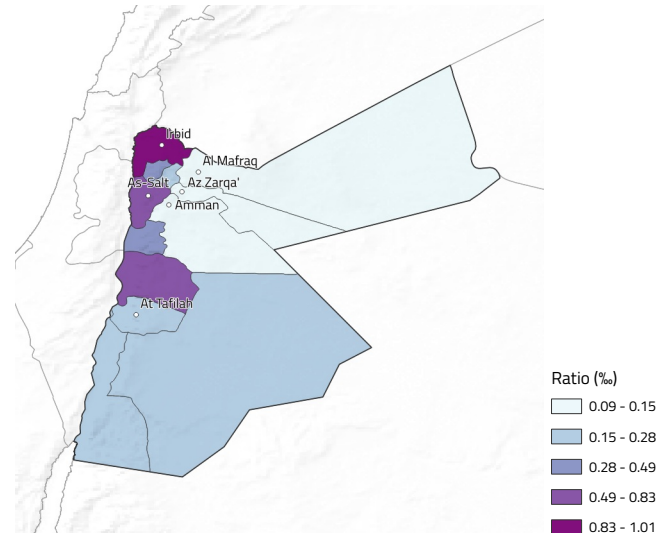 Irbid
Al Mafraq
As-Salt
Az Zarqa'
Amman
At Tafilah
Ratio (‰)
0.09 - 0.15
0.15 - 0.28
0.28 - 0.49
0.49 - 0.83
0.83 - 1.01